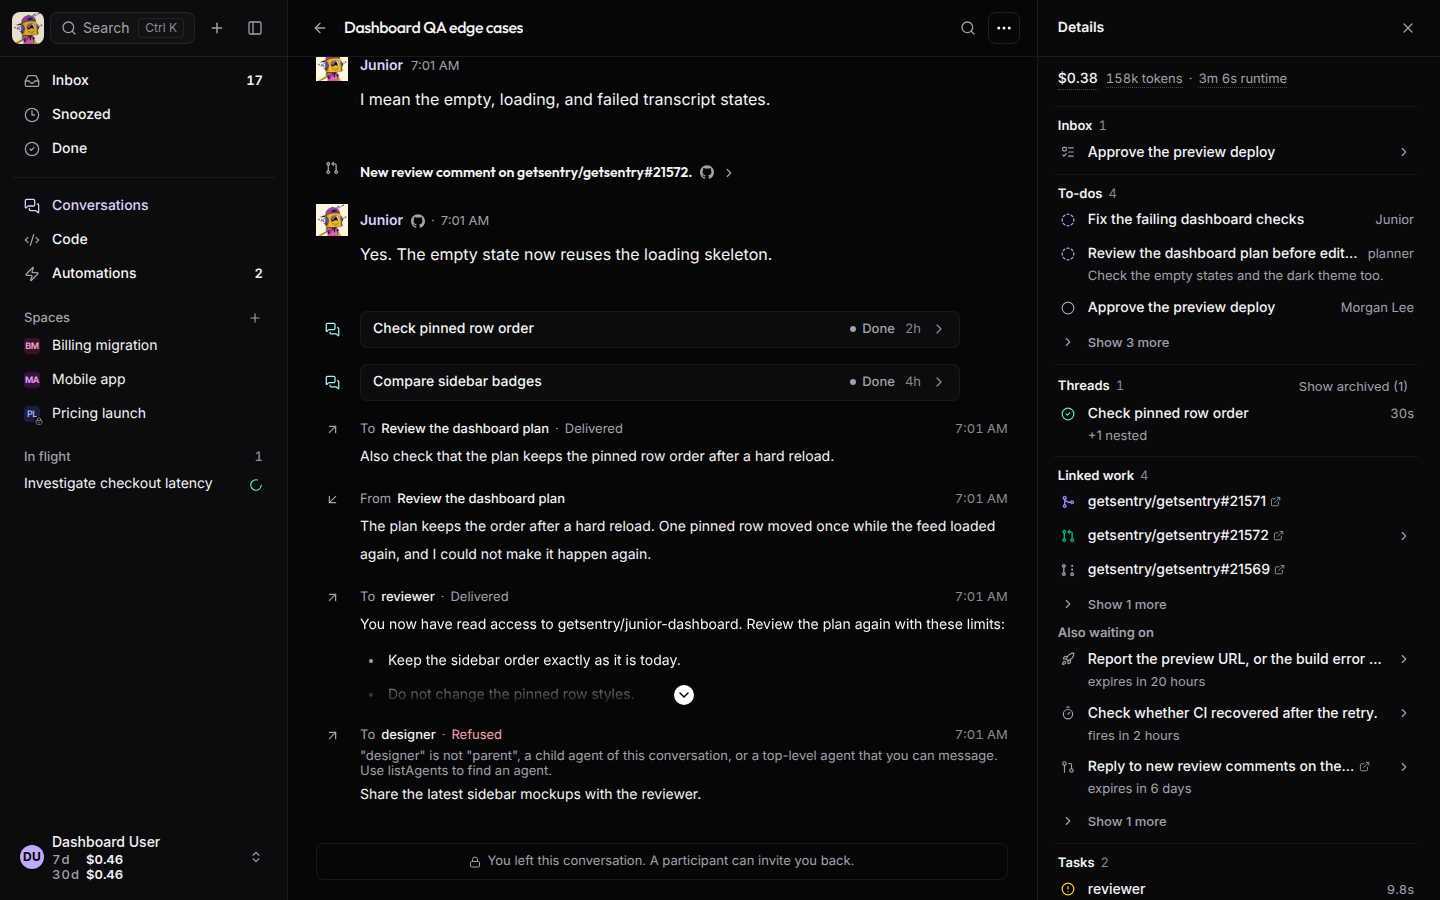 Search Ctrl K
Inbox 17
Snoozed
Done
Conversations
Code
Automations 2
Spaces
BM Billing migration
MA Mobile app
PL Pricing launch
In flight 1
Investigate checkout latency
DU Dashboard User
7d $0.46
30d $0.46
Dashboard QA edge cases
Junior 7:01 AM
I mean the empty, loading, and failed transcript states.
New review comment on getsentry/getsentry#21572.
Junior · 7:01 AM
Yes. The empty state now reuses the loading skeleton.
Check pinned row order Done 2h
Compare sidebar badges Done 4h
To Review the dashboard plan · Delivered 7:01 AM
Also check that the plan keeps the pinned row order after a hard reload.
From Review the dashboard plan 7:01 AM
The plan keeps the order after a hard reload. One pinned row moved once while the feed loaded
again, and I could not make it happen again.
To reviewer · Delivered 7:01 AM
You now have read access to getsentry/junior-dashboard. Review the plan again with these limits:
• Keep the sidebar order exactly as it is today.
• Do not change the pinned row styles.
To designer · Refused 7:01 AM
"designer" is not "parent", a child agent of this conversation, or a top-level agent that you can message.
Use listAgents to find an agent.
Share the latest sidebar mockups with the reviewer.
You left this conversation. A participant can invite you back.
Details
$0.38 158k tokens · 3m 6s runtime
Inbox 1
Approve the preview deploy
To-dos 4
Fix the failing dashboard checks Junior
Review the dashboard plan before edit... planner
Check the empty states and the dark theme too.
Approve the preview deploy Morgan Lee
Show 3 more
Threads 1 Show archived (1)
Check pinned row order 30s
+1 nested
Linked work 4
getsentry/getsentry#21571
getsentry/getsentry#21572
getsentry/getsentry#21569
Show 1 more
Also waiting on
Report the preview URL, or the build error ...
expires in 20 hours
Check whether CI recovered after the retry.
fires in 2 hours
Reply to new review comments on the...
expires in 6 days
Show 1 more
Tasks 2
reviewer 9.8s